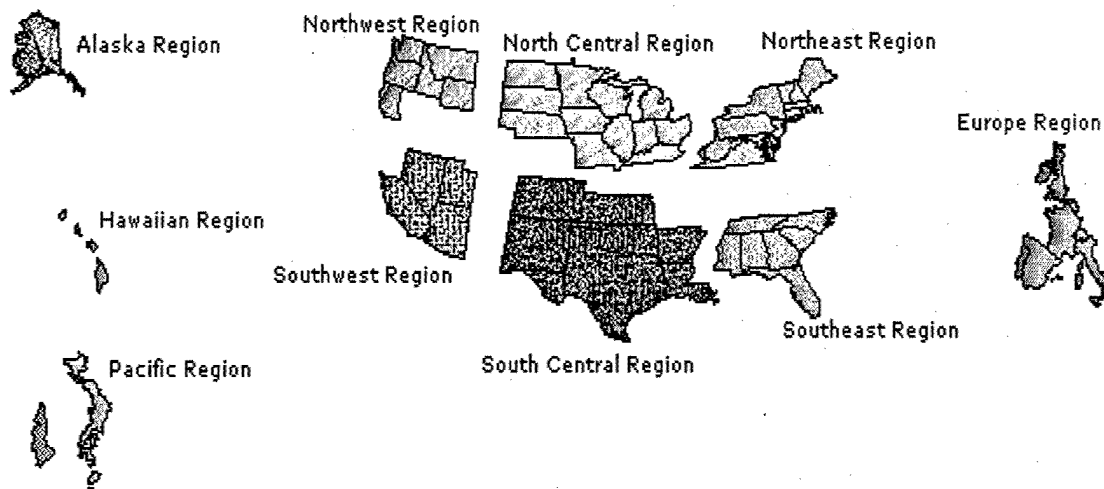 Northwest Region
Alaska Region
North Central Region
Northeast Region
Europe Region
Hawaiian Region
Southwest Region
Southeast Region
South Central Region
Pacific Region